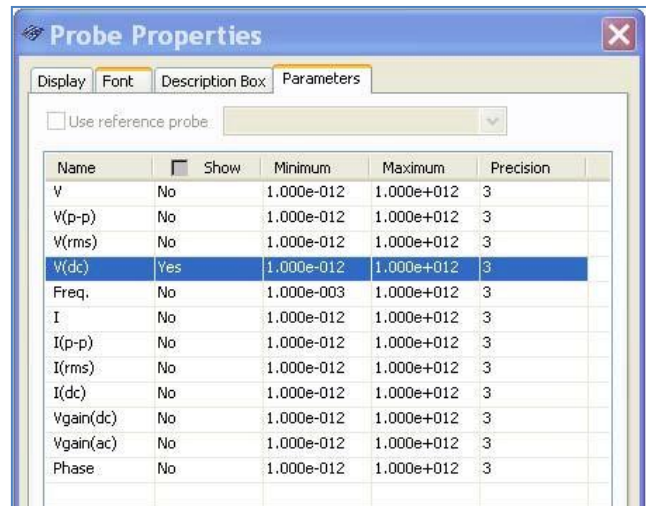 Probe Properties
Display Font Description Box Parameters
Use reference probe
Name Show Minimum Maximum Precision
V No 1.000e-012 1.000e+012 3
V(p-p) No 1.000e-012 1.000e+012 3
V(rms) No 1.000e-012 1.000e+012 3
V(dc) Yes 1.000e-012 1.000e+012 3
Freq. No 1.000e-003 1.000e+012 3
I No 1.000e-012 1.000e+012 3
I(p-p) No 1.000e-012 1.000e+012 3
I(rms) No 1.000e-012 1.000e+012 3
I(dc) No 1.000e-012 1.000e+012 3
Vgain(dc) No 1.000e-012 1.000e+012 3
Vgain(ac) No 1.000e-012 1.000e+012 3
Phase No 1.000e-012 1.000e+012 3